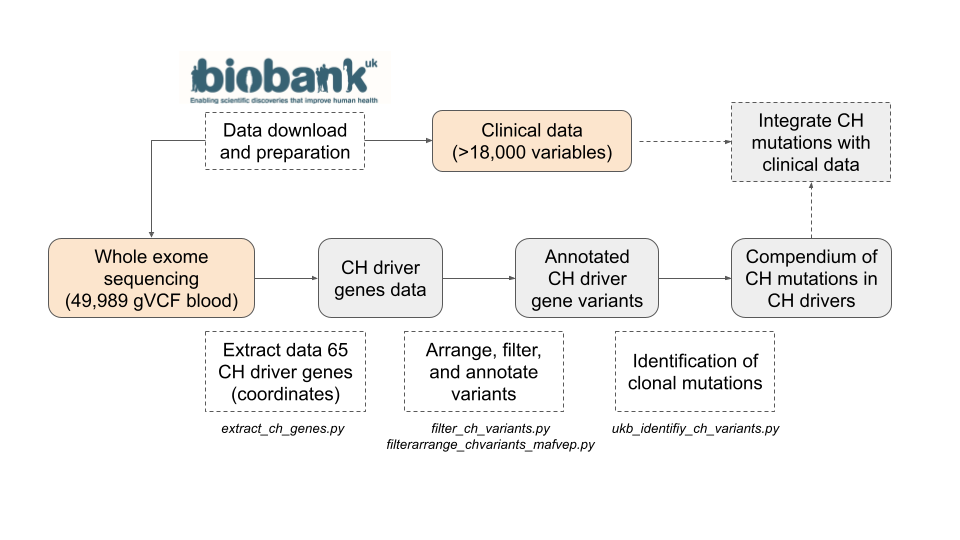 biobank uk
Enabling scientific discoveries that improve human health
Data download
and preparation
Clinical data
(>18,000 variables)
Integrate CH
mutations with
clinical data
Whole exome
sequencing
(49,989 gVCF blood)
CH driver
genes data
Annotated
CH driver
gene variants
Compendium of
CH mutations in
CH drivers
Extract data 65
CH driver genes
(coordinates)
Arrange, filter,
and annotate
variants
Identification of
clonal mutations
extract_ch_genes.py
filter_ch_variants.py
filterarrange_chvariants_mafvep.py
ukb_identifiy_ch_variants.py